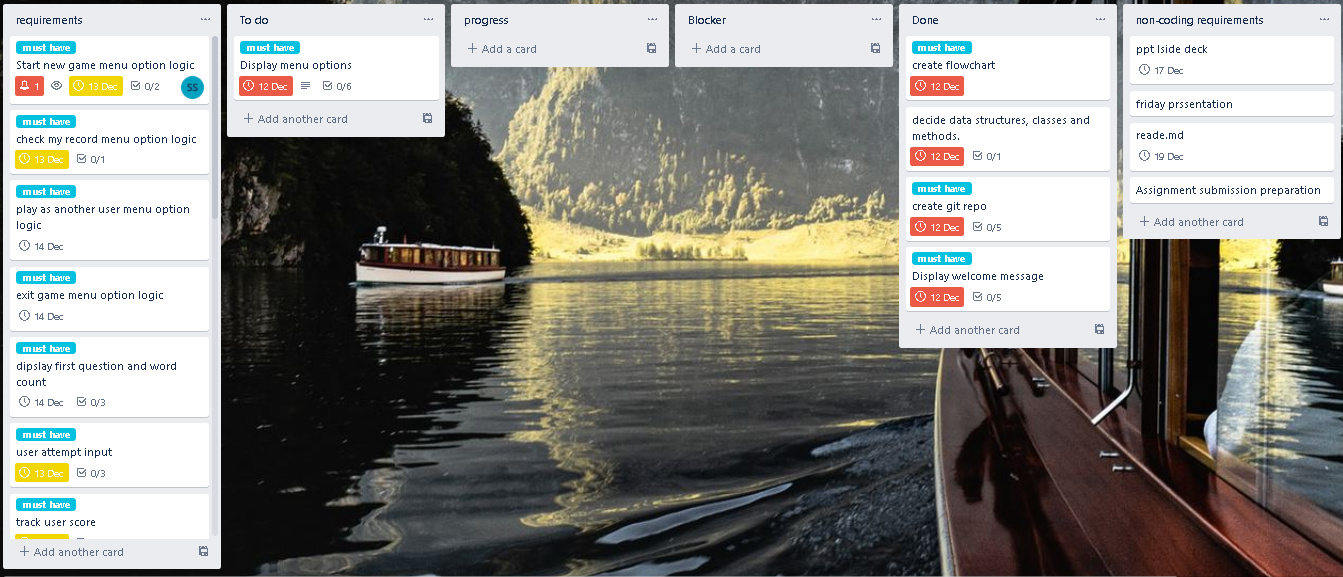 requirements
must have
Start new game menu option logic
1
13 Dec
0/2
SS
must have
check my record menu option logic
13 Dec
0/1
must have
play as another user menu option
logic
14 Dec
must have
exit game menu option logic
14 Dec
must have
dipslay first question and word
count
14 Dec
0/3
must have
user attempt input
13 Dec
0/3
must have
track user score
+ Add another card
To do
must have
Display menu options
12 Dec
0/6
+ Add another card
progress
+ Add a card
Blocker
+ Add a card
Done
must have
create flowchart
12 Dec
decide data structures, classes and
methods.
12 Dec
0/1
must have
create git repo
12 Dec
0/5
must have
Display welcome message
12 Dec
0/5
+ Add another card
non-coding requirements
ppt lside deck
17 Dec
friday prssentation
reade.md
19 Dec
Assignment submission preparation
+ Add another card